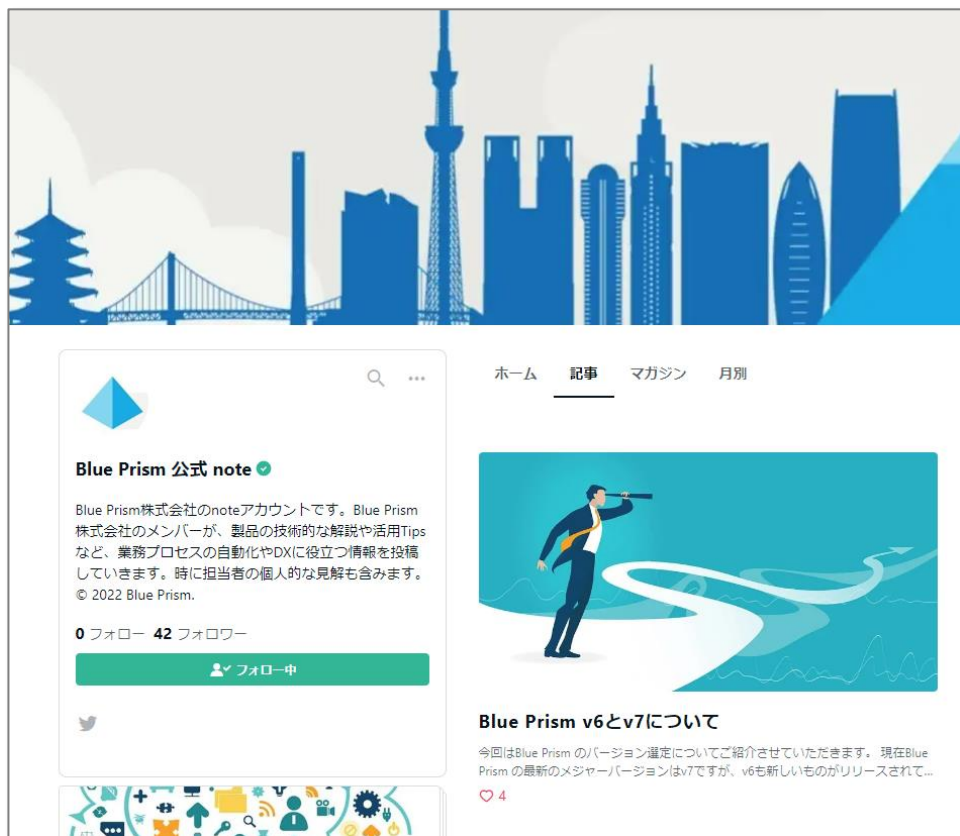 Blue Prism 公式 note
Blue Prism株式会社のnoteアカウントです。Blue Prism
株式会社のメンバーが、製品の技術的な解説や活用Tips
など、業務プロセスの自動化やDXに役立つ情報を投稿
していきます。時に担当者の個人的な見解も含みます。
© 2022 Blue Prism.
0 フォロー 42 フォロワー
フォロー中
ホーム 記事 マガジン 月別
Blue Prism v6とv7について
今回はBlue Prism のバージョン選定についてご紹介させていただきます。 現在Blue
Prism の最新のメジャーバージョンはv7ですが、v6も新しいものがリリースされて...
4